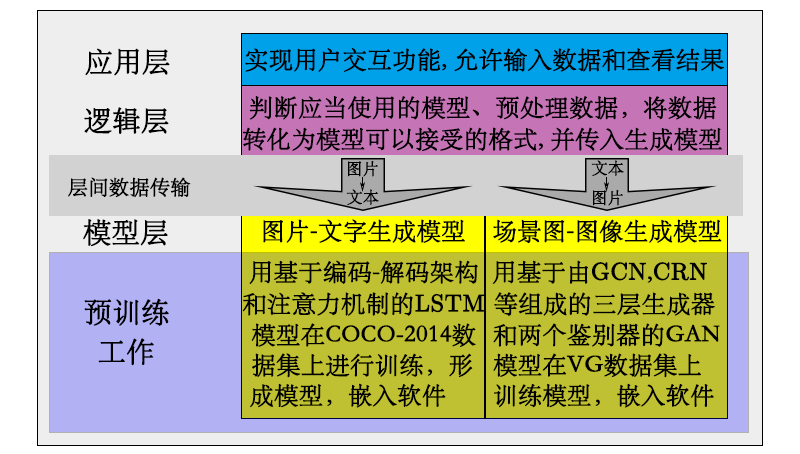 应用层
实现用户交互功能,允许输入数据和查看结果
逻辑层
判断应当使用的模型、预处理数据，将数据
转化为模型可以接受的格式,并传入生成模型
层间数据传输
图片
文本
文本
图片
模型层
图片-文字生成模型
场景图-图像生成模型
预训练
工作
用基于编码-解码架构
和注意力机制的LSTM
模型在COCO-2014数
据集上进行训练，形
成模型，嵌入软件
用基于由GCN,CRN
等组成的三层生成器
和两个鉴别器的GAN
模型在VG数据集上
训练模型，嵌入软件